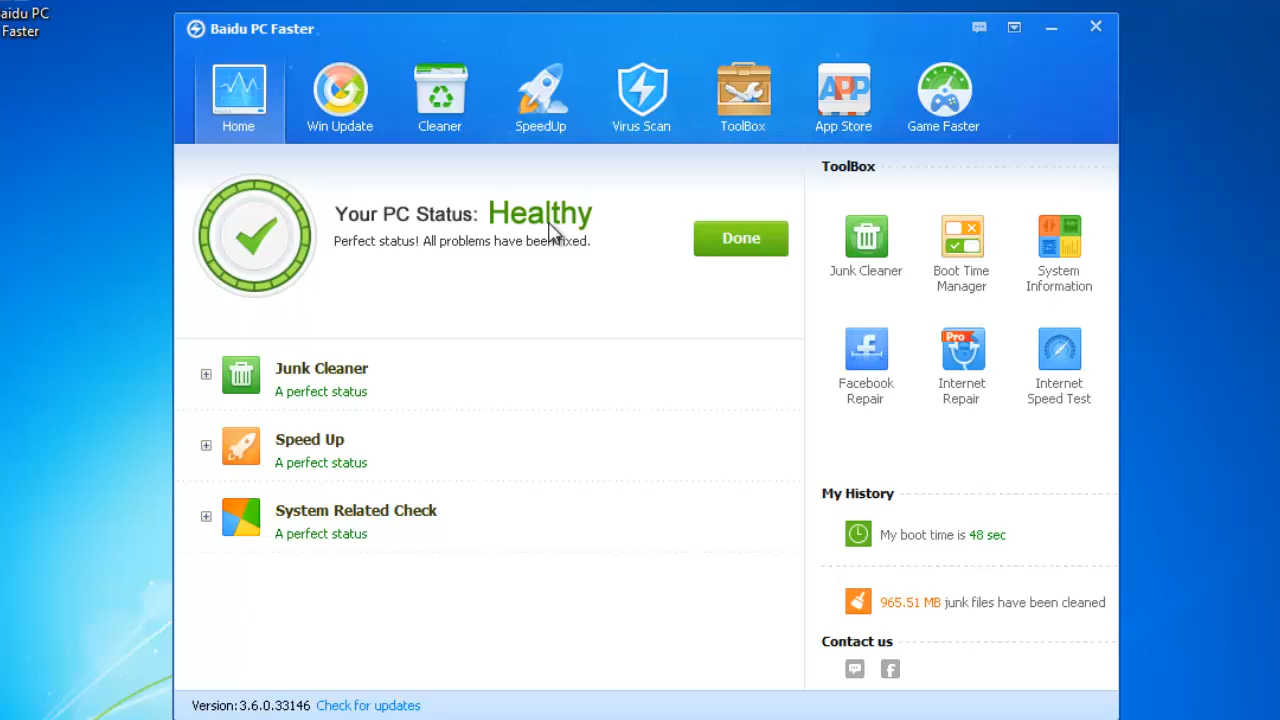 aidu PC
Faster
Baidu PC Faster
Home
Win Update
Cleaner
SpeedUp
Virus Scan
ToolBox
APP
App Store
Game Faster
Your PC Status: Healthy
Perfect status! All problems have been fixed.
Done
Junk Cleaner
A perfect status
Speed Up
A perfect status
System Related Check
A perfect status
ToolBox
Junk Cleaner
Boot Time
Manager
System
Information
Facebook
Repair
Pro
Internet
Repair
Internet
Speed Test
My History
My boot time is 48 sec
965.51 MB junk files have been cleaned
Contact us
Version:3.6.0.33146 Check for updates